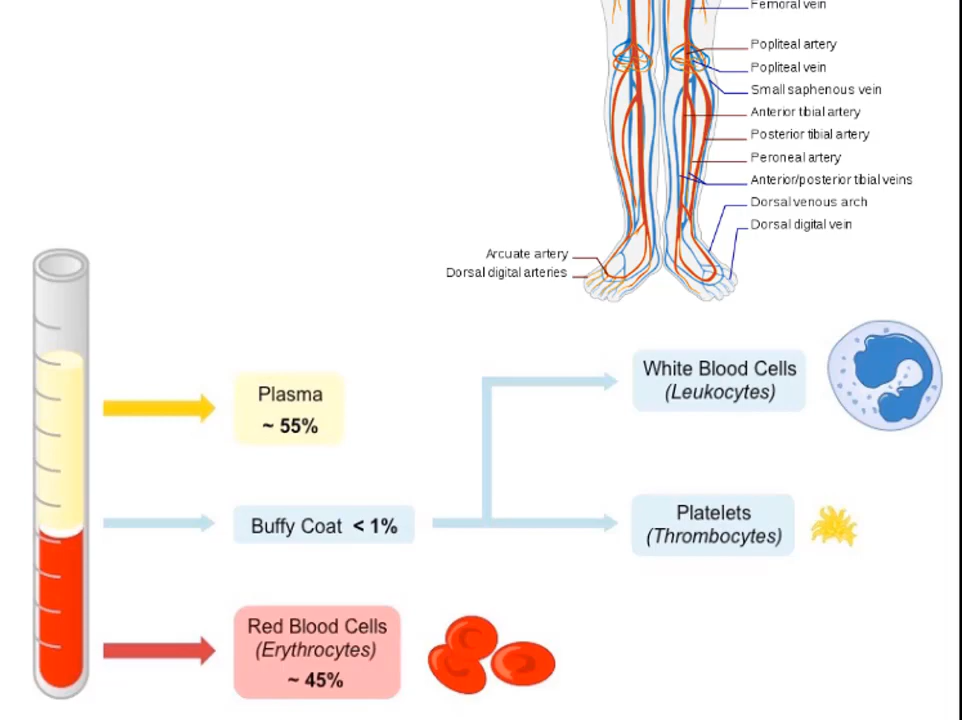 Femoral vein
Popliteal artery
Popliteal vein
Small saphenous vein
Anterior tibial artery
Posterior tibial artery
Peroneal artery
Anterior/posterior tibial veins
Dorsal venous arch
Dorsal digital vein
Arcuate artery
Dorsal digital arteries
Plasma
~ 55%
Buffy Coat < 1%
White Blood Cells
(Leukocytes)
Platelets
(Thrombocytes)
Red Blood Cells
(Erythrocytes)
~ 45%